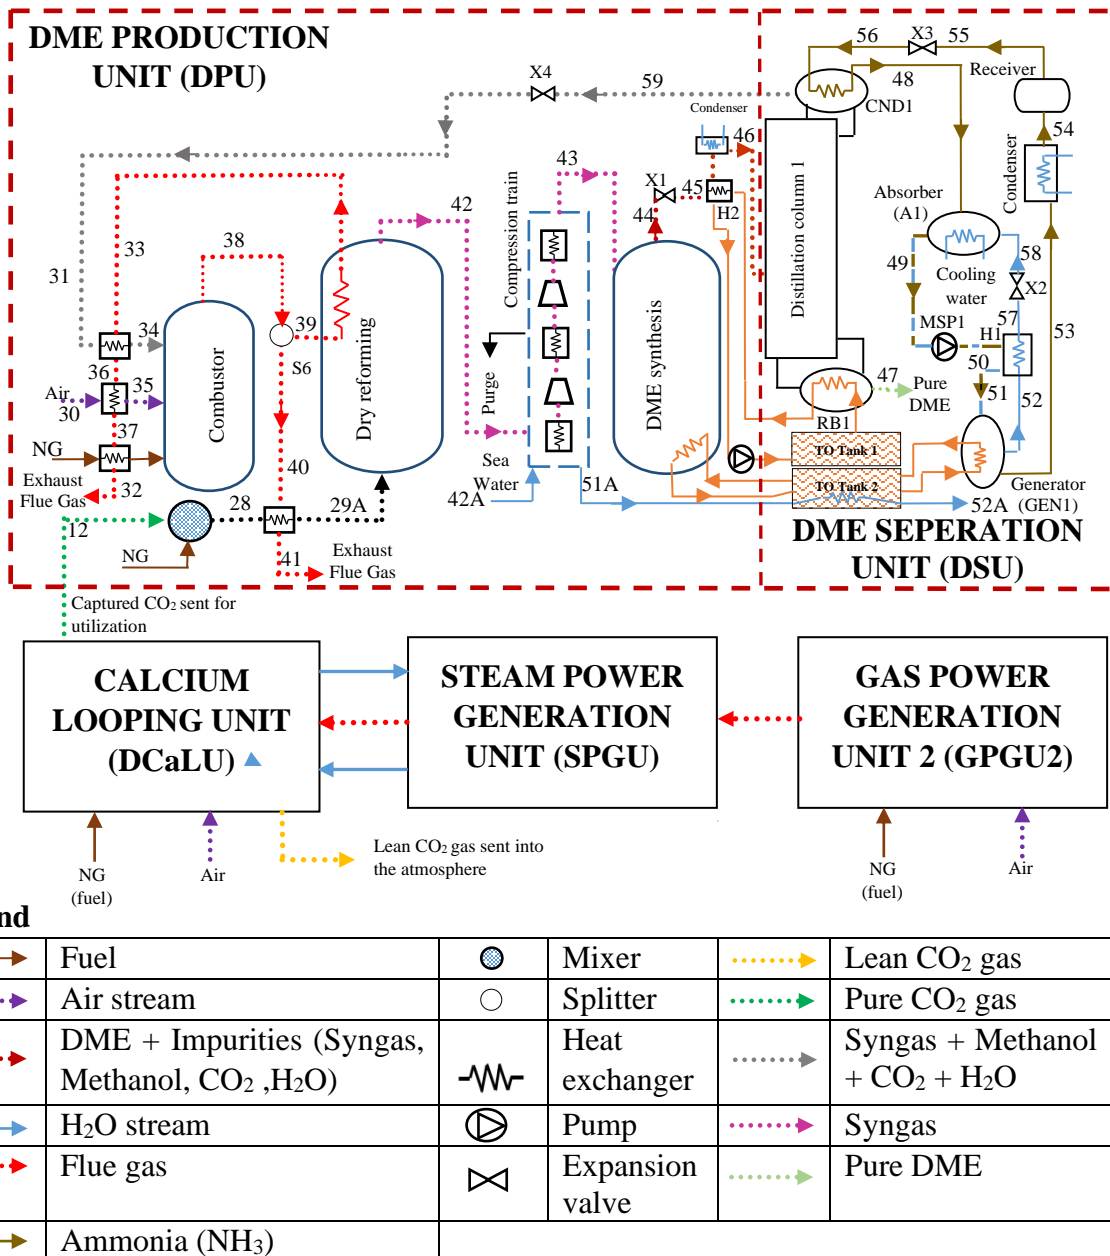 DME PRODUCTION
UNIT (DPU)
X4
59
56
X3
55
48
Receiver
CND1
Condenser
46
54
43
42
Compression train
X1
45
44
H2
Distillation column 1
Condenser
Absorber
(A1)
33
38
31
58
49
Cooling
water
X2
57
53
39
S6
34
36
35
Air
30
Combustor
Dry reforming
DME synthesis
MSP1
H1
50
51
52
Purge
47
Pure
DME
RB1
37
NG
Exhaust
Flue Gas
32
40
Sea
Water
42A
51A
TO Tank 1
TO Tank 2
Generator
(GEN1)
52A
12
28
29A
NG
41
Exhaust
Flue Gas
DME SEPERATION
UNIT (DSU)
Captured CO2 sent for
utilization
CALCIUM
LOOPING UNIT
(DCaLU)
STEAM POWER
GENERATION
UNIT (SPGU)
GAS POWER
GENERATION
UNIT 2 (GPGU2)
NG
(fuel)
Air
Lean CO2 gas sent into
the atmosphere
NG
(fuel)
Air
nd
Fuel
Mixer
Lean CO2 gas
Air stream
Splitter
Pure CO2 gas
DME + Impurities (Syngas,
Methanol, CO2 ,H2O)
Heat
exchanger
Syngas + Methanol
+ CO2 + H2O
H2O stream
Pump
Syngas
Flue gas
Expansion
valve
Pure DME
Ammonia (NH3)